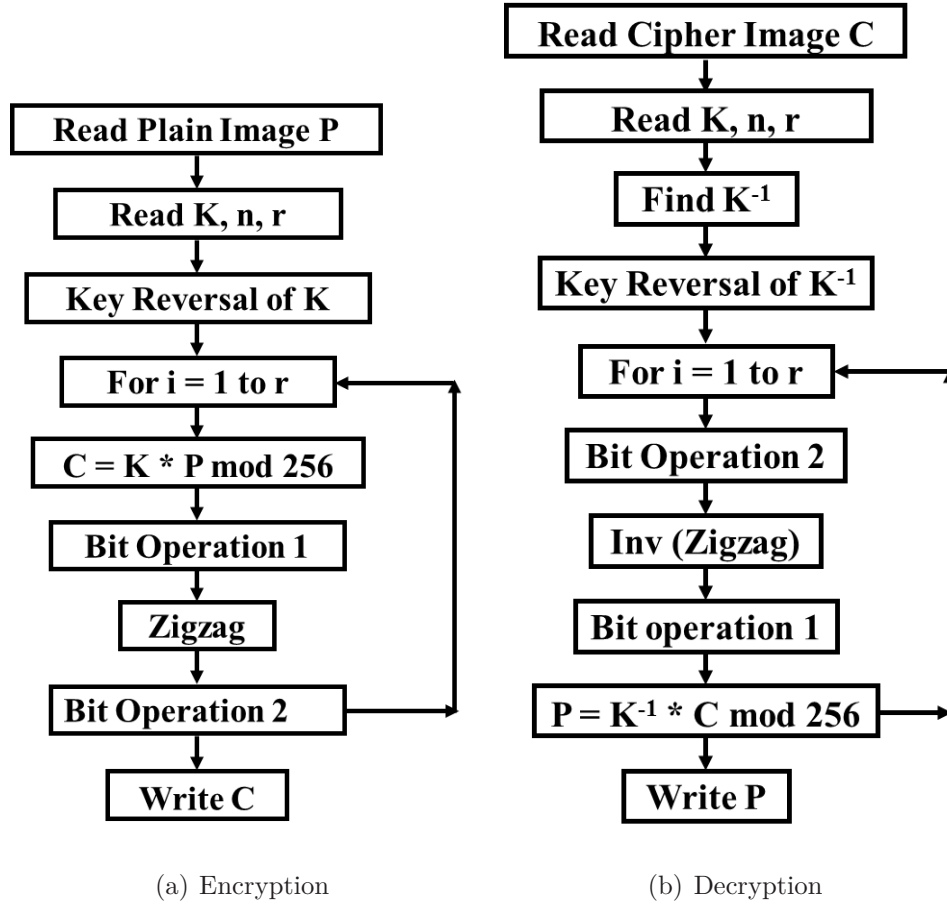 Read Plain Image P
Read K, n, r
Key Reversal of K
For i = 1 to r
C = K * P mod 256
Bit Operation 1
Zigzag
Bit Operation 2
Write C
(a) Encryption
Read Cipher Image C
Read K, n, r
Find K⁻¹
Key Reversal of K⁻¹
For i = 1 to r
Bit Operation 2
Inv (Zigzag)
Bit operation 1
P = K⁻¹ * C mod 256
Write P
(b) Decryption